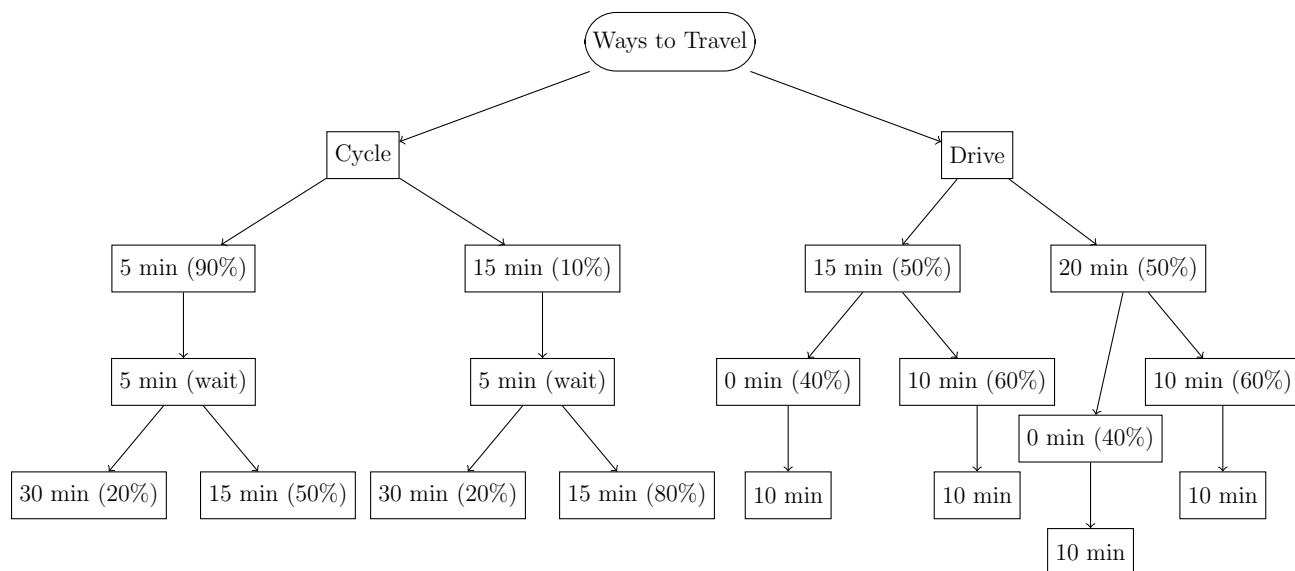 Ways to Travel
Cycle
Drive
5 min (90%)
15 min (10%)
15 min (50%)
20 min (50%)
5 min (wait)
5 min (wait)
0 min (40%)
10 min (60%)
10 min (60%)
0 min (40%)
30 min (20%)
15 min (50%)
30 min (20%)
15 min (80%)
10 min
10 min
10 min
10 min